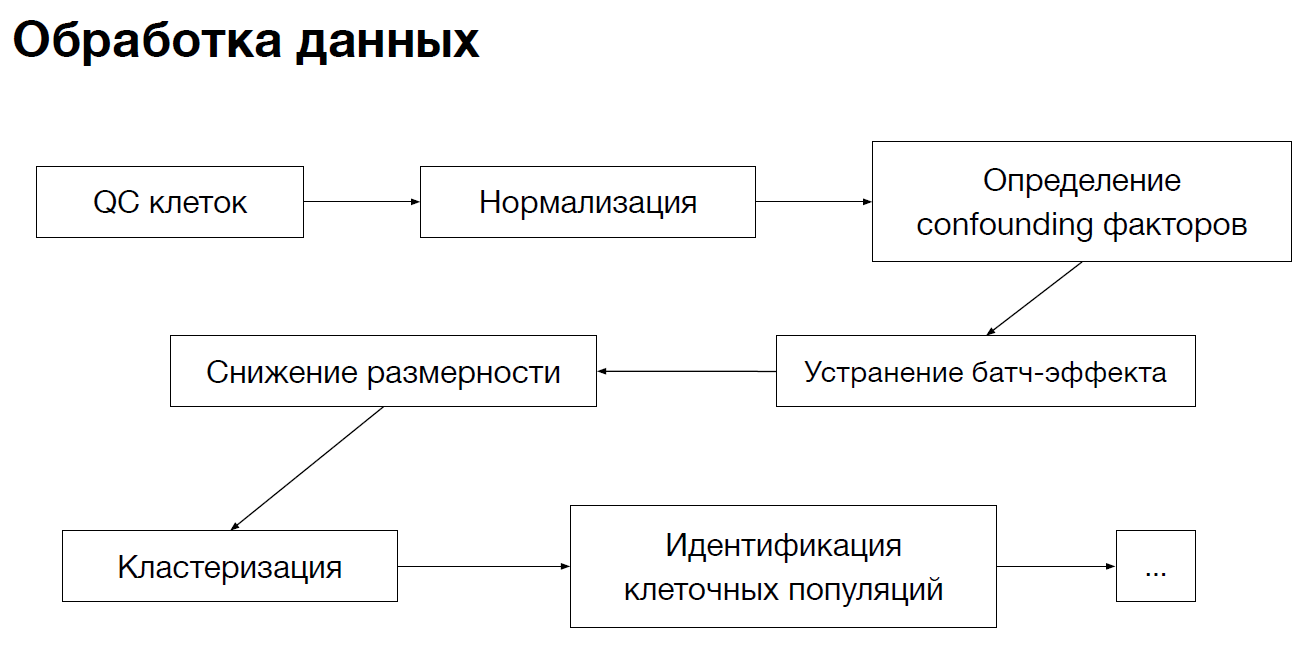 Обработка данных
QC клеток
Нормализация
Определение
confounding факторов
Устранение батч-эффекта
Снижение размерности
Кластеризация
Идентификация
клеточных популяций
...